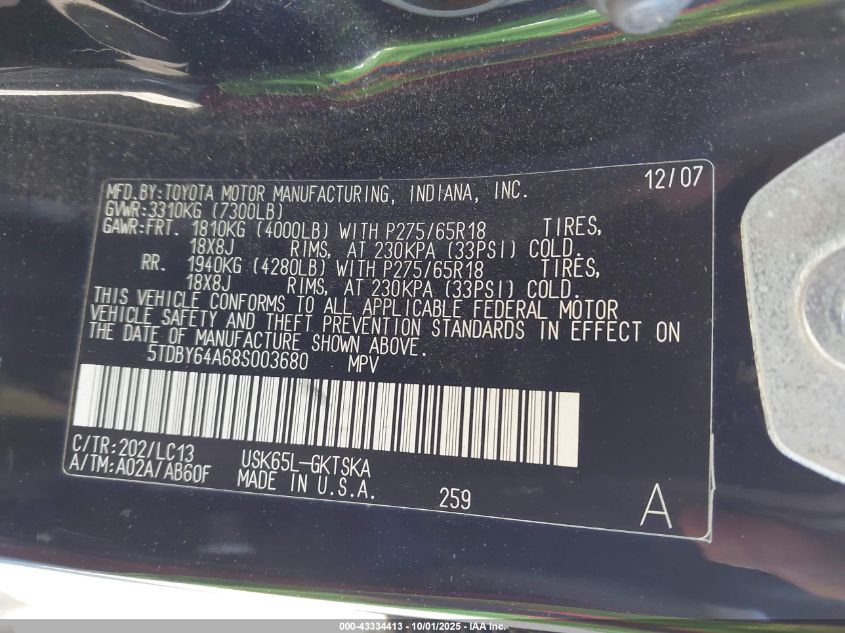 12/07
MFD.BY:TOYOTA MOTOR MANUFACTURING, INDIANA, INC.
GVWR:3310KG (7300LB)
GAWR:FRT. 1810KG (4000LB) WITH P275/65R18 TIRES,
18X8J RIMS, AT 230KPA (33PSI) COLD.
RR. 1940KG (4280LB) WITH P275/65R18 TIRES,
18X8J RIMS, AT 230KPA (33PSI) COLD.
THIS VEHICLE CONFORMS TO ALL APPLICABLE FEDERAL MOTOR
VEHICLE SAFETY AND THEFT PREVENTION STANDARDS IN EFFECT ON
THE DATE OF MANUFACTURE SHOWN ABOVE.
5TDBY64A68S003680 MPV
C/TR:202/LC13 USK65L-GKTSKA
A/TM:A02A/AB60F MADE IN U.S.A.
259
A
000-43334413 - 10/01/2025 - IAA Inc.